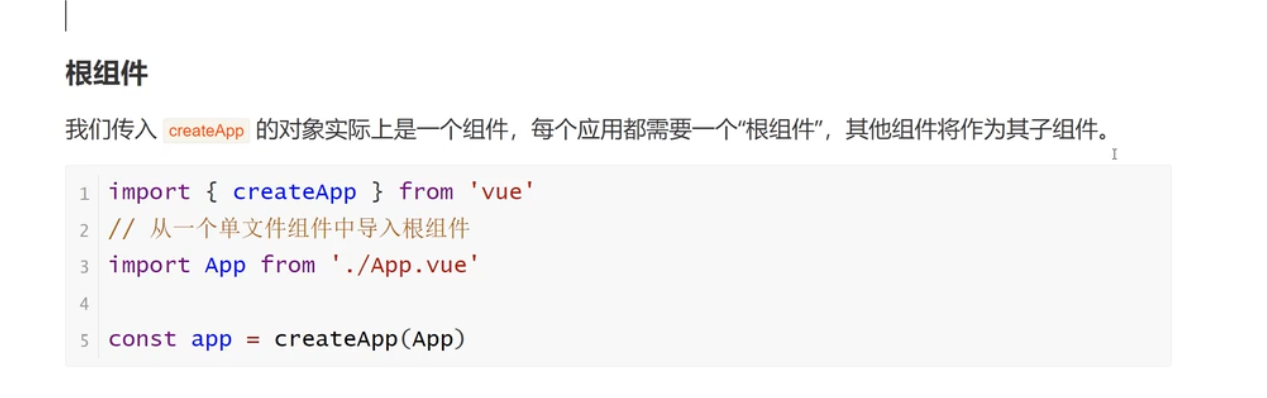 根组件
我们传入 createApp 的对象实际上是一个组件，每个应用都需要一个“根组件”，其他组件将作为其子组件。
1 import { createApp } from 'vue'
2 // 从一个单文件组件中导入根组件
3 import App from './App.vue'
4
5 const app = createApp(App)